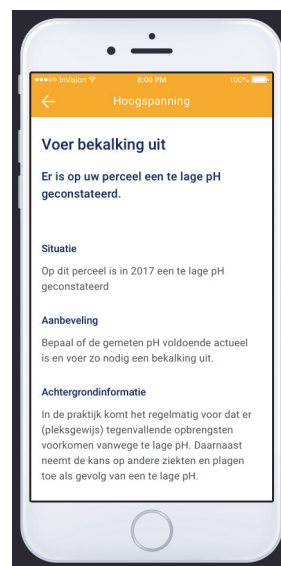 InVision 8:00 PM 100%
Hoogspanning
Voer bekalking uit
Er is op uw perceel een te lage pH
geconstateerd.
Situatie
Op dit perceel is in 2017 een te lage pH
geconstateerd
Aanbeveling
Bepaal of de gemeten pH voldoende actueel
is en voer zo nodig een bekalking uit.
Achtergrondinformatie
In de praktijk komt het regelmatig voor dat er
(pleksgewijs) tegenvallende opbrengsten
voorkomen vanwege te lage pH. Daarnaast
neemt de kans op andere ziekten en plagen
toe als gevolg van een te lage pH.